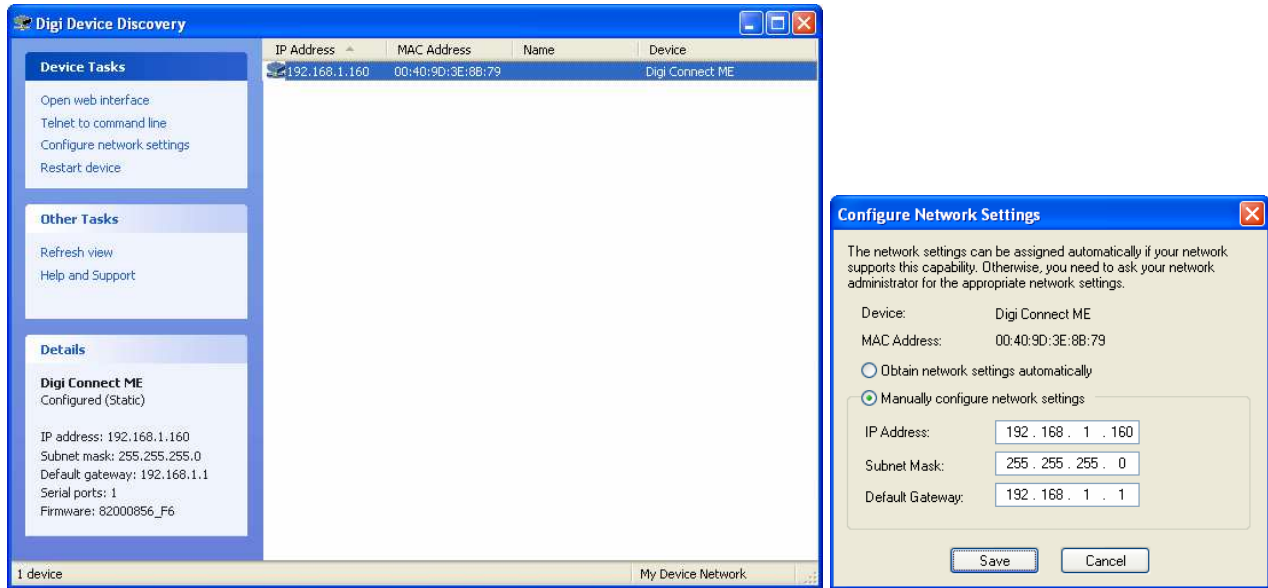 Digi Device Discovery
Device Tasks
Open web interface
Telnet to command line
Configure network settings
Restart device
Other Tasks
Refresh view
Help and Support
Details
Digi Connect ME
Configured (Static)
IP address: 192.168.1.160
Subnet mask: 255.255.255.0
Default gateway: 192.168.1.1
Serial ports: 1
Firmware: 82000856_F6
IP Address MAC Address Name Device
192.168.1.160 00:40:9D:3E:8B:79 Digi Connect ME
1 device My Device Network
Configure Network Settings
The network settings can be assigned automatically if your network
supports this capability. Otherwise, you need to ask your network
administrator for the appropriate network settings.
Device: Digi Connect ME
MAC Address: 00:40:9D:3E:8B:79
Obtain network settings automatically
Manually configure network settings
IP Address: 192 . 168 . 1 . 160
Subnet Mask: 255 . 255 . 255 . 0
Default Gateway: 192 . 168 . 1 . 1
Save Cancel